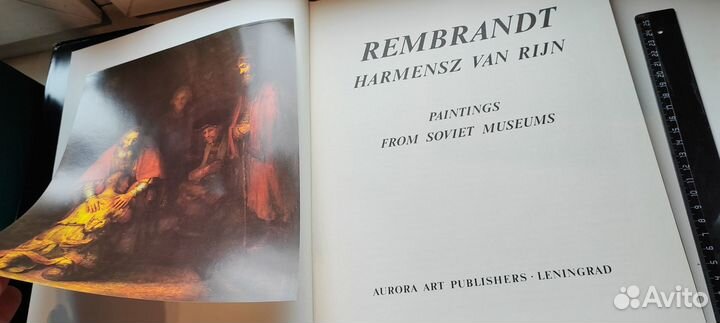 REMBRANDT
HARMENSZ VAN RIJN
PAINTINGS
FROM SOVIET MUSEUMS
AURORA ART PUBLISHERS · LENINGRAD
Avito